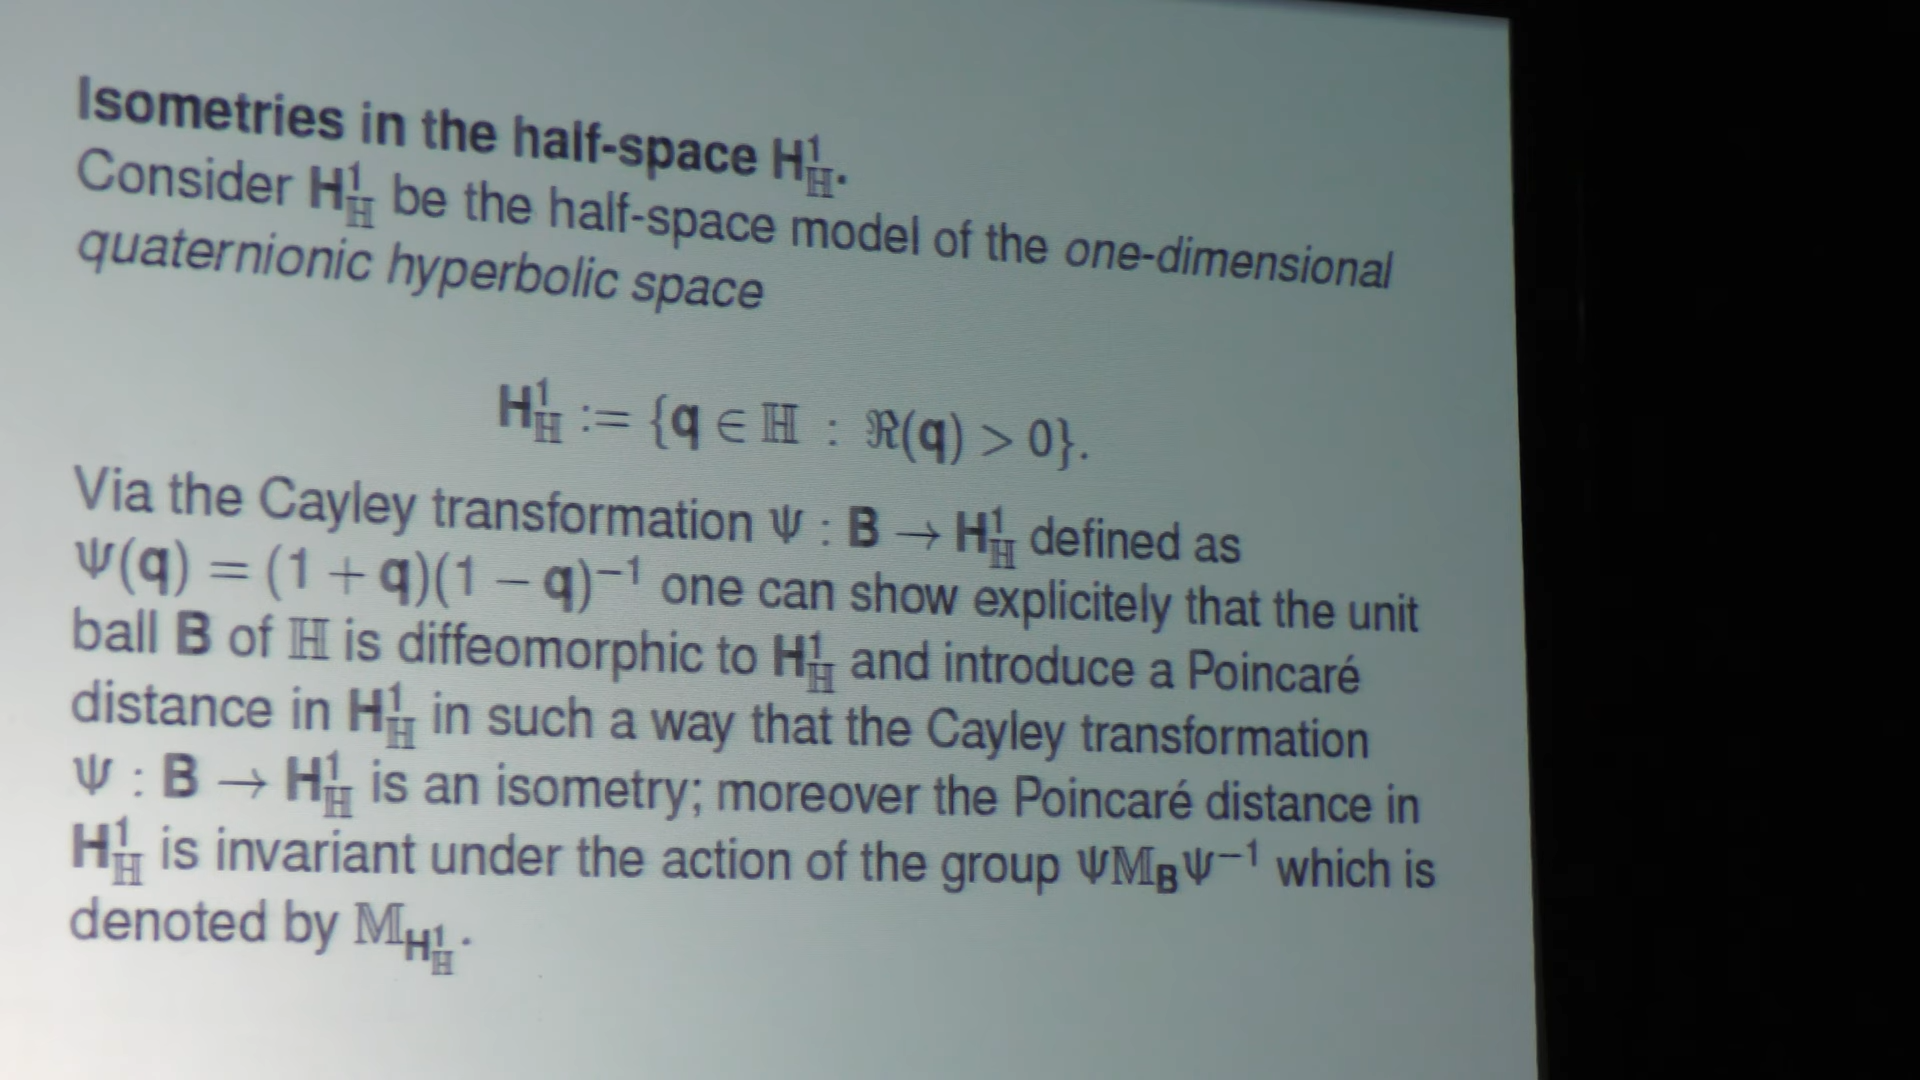 Isometries in the half-space H¹_ℍ.
Consider H¹_ℍ be the half-space model of the one-dimensional
quaternionic hyperbolic space
H¹_ℍ := {q ∈ ℍ : ℜ(q) > 0}.
Via the Cayley transformation Ψ : B → H¹_ℍ defined as
Ψ(q) = (1 + q)(1 − q)⁻¹ one can show explicitely that the unit
ball B of ℍ is diffeomorphic to H¹_ℍ and introduce a Poincaré
distance in H¹_ℍ in such a way that the Cayley transformation
Ψ : B → H¹_ℍ is an isometry; moreover the Poincaré distance in
H¹_ℍ is invariant under the action of the group Ψ𝕄_BΨ⁻¹ which is
denoted by 𝕄_{H¹_ℍ}.